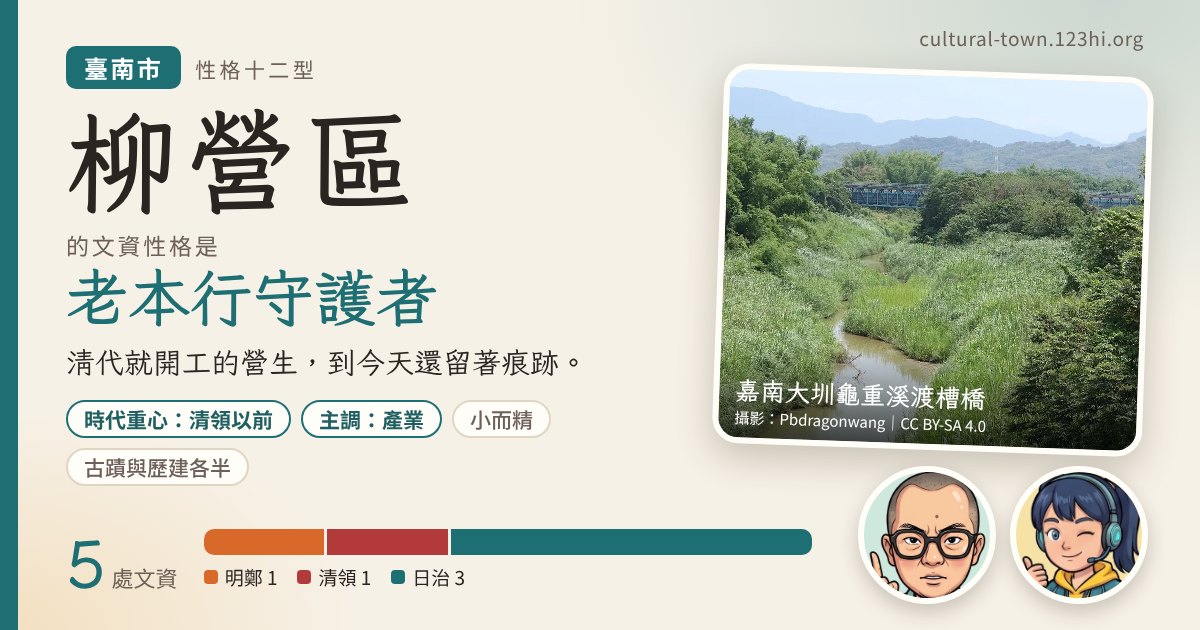 cultural-town.123hi.org
臺南市 性格十二型
柳營區
的文資性格是
老本行守護者
清代就開工的營生，到今天還留著痕跡。
時代重心：清領以前 主調：產業 小而精
古蹟與歷建各半
嘉南大圳龜重溪渡槽橋
攝影：Pbdragonwang｜CC BY-SA 4.0
5 處文資
明鄭 1 清領 1 日治 3